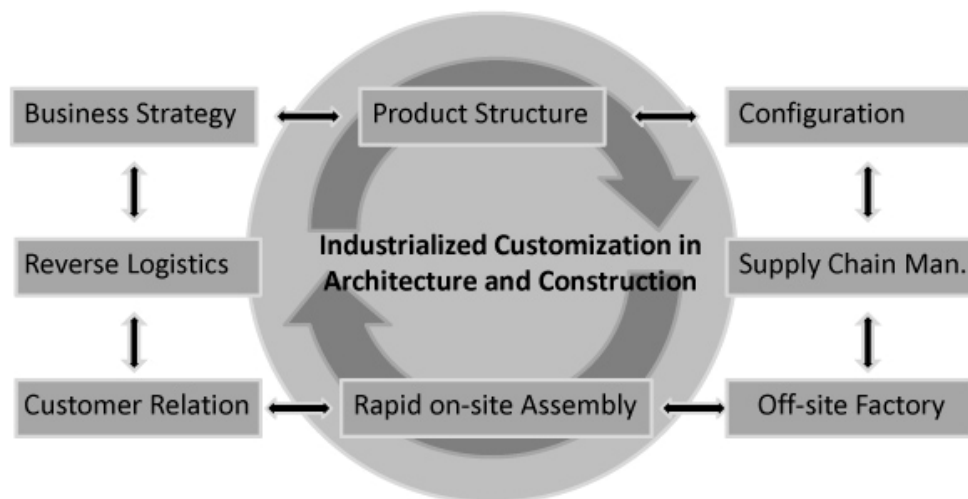 Business Strategy
Product Structure
Configuration
Reverse Logistics
Industrialized Customization in
Architecture and Construction
Supply Chain Man.
Customer Relation
Rapid on-site Assembly
Off-site Factory